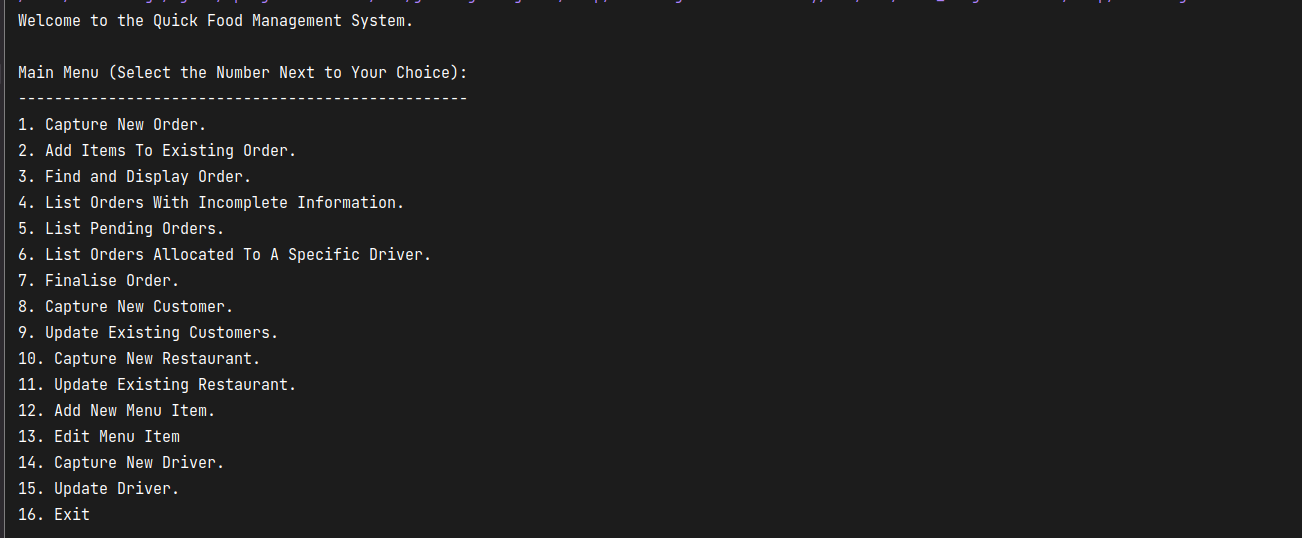 Welcome to the Quick Food Management System.
Main Menu (Select the Number Next to Your Choice):
--------------------------------------------------
1. Capture New Order.
2. Add Items To Existing Order.
3. Find and Display Order.
4. List Orders With Incomplete Information.
5. List Pending Orders.
6. List Orders Allocated To A Specific Driver.
7. Finalise Order.
8. Capture New Customer.
9. Update Existing Customers.
10. Capture New Restaurant.
11. Update Existing Restaurant.
12. Add New Menu Item.
13. Edit Menu Item
14. Capture New Driver.
15. Update Driver.
16. Exit